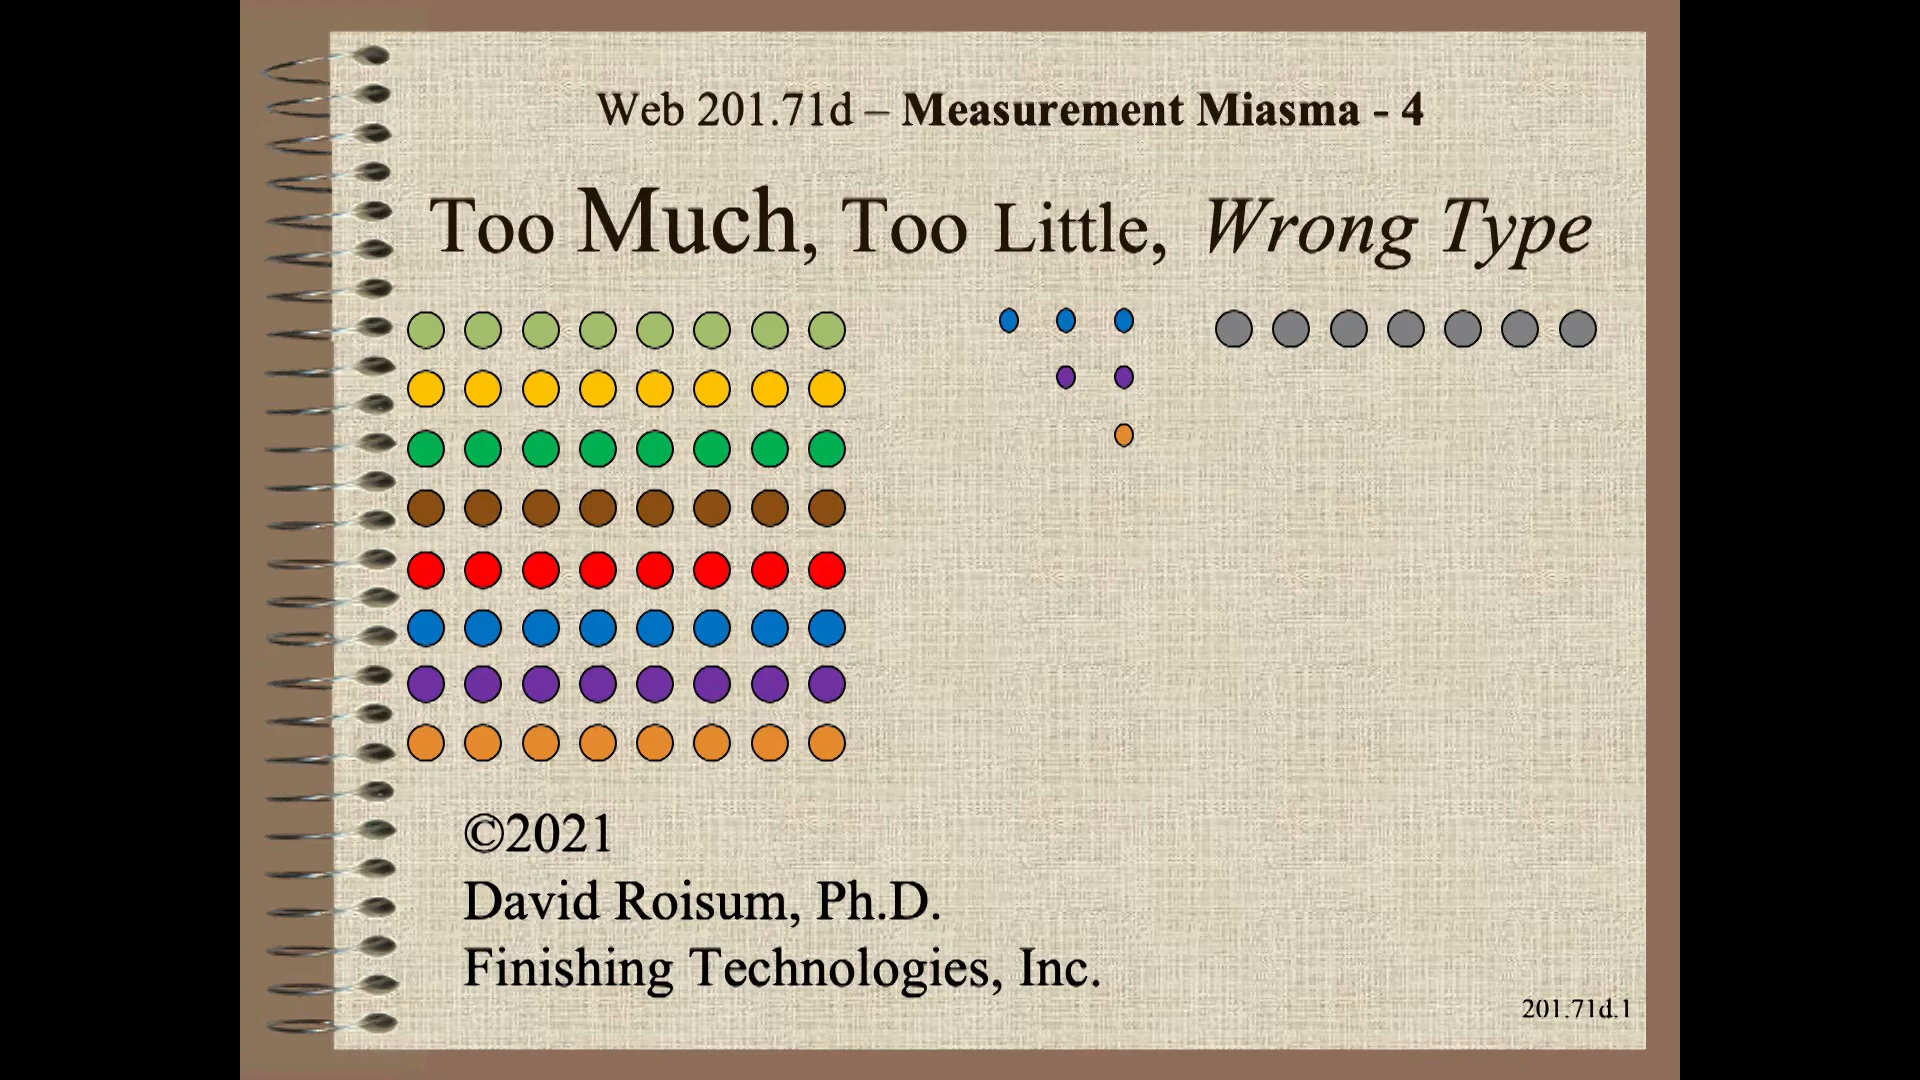 Web 201.71d – Measurement Miasma - 4
Too Much, Too Little, Wrong Type
©2021
David Roisum, Ph.D.
Finishing Technologies, Inc.
201.71d.1